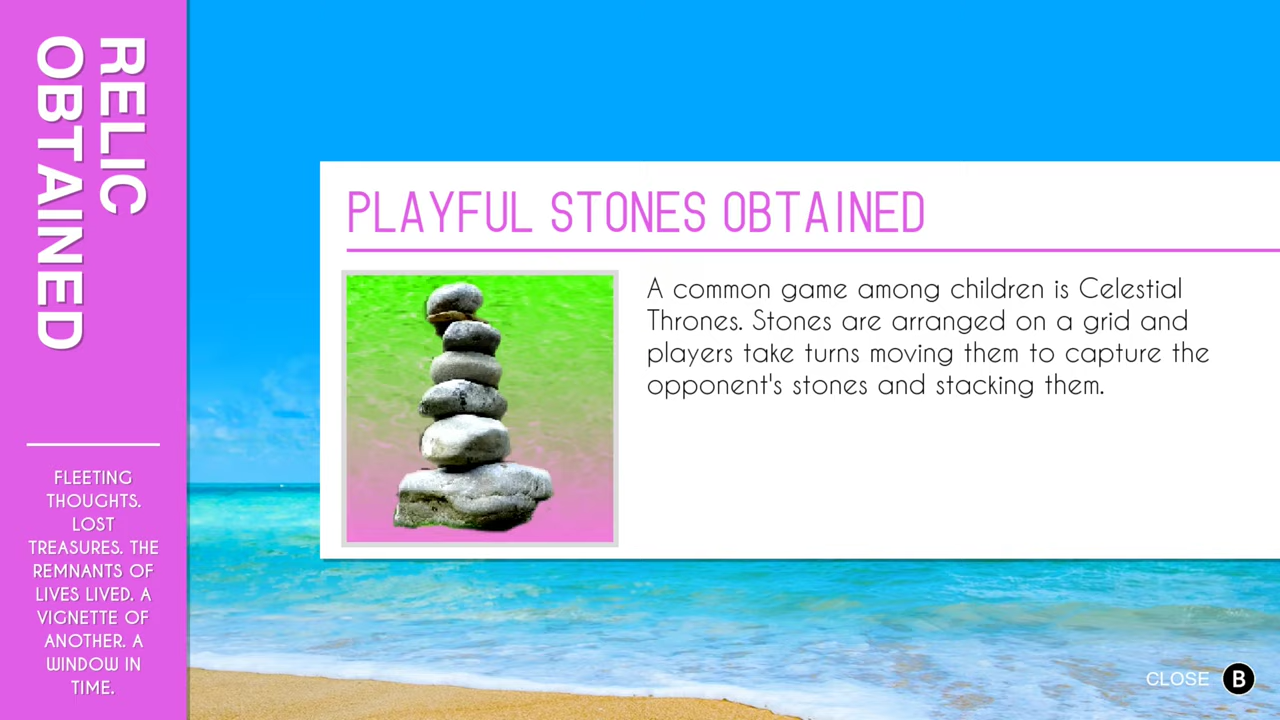 RELIC
OBTAINED
FLEETING
THOUGHTS.
LOST
TREASURES. THE
REMNANTS OF
LIVES LIVED. A
VIGNETTE OF
ANOTHER. A
WINDOW IN
TIME.
PLAYFUL STONES OBTAINED
A common game among children is Celestial
Thrones. Stones are arranged on a grid and
players take turns moving them to capture the
opponent's stones and stacking them.
CLOSE B